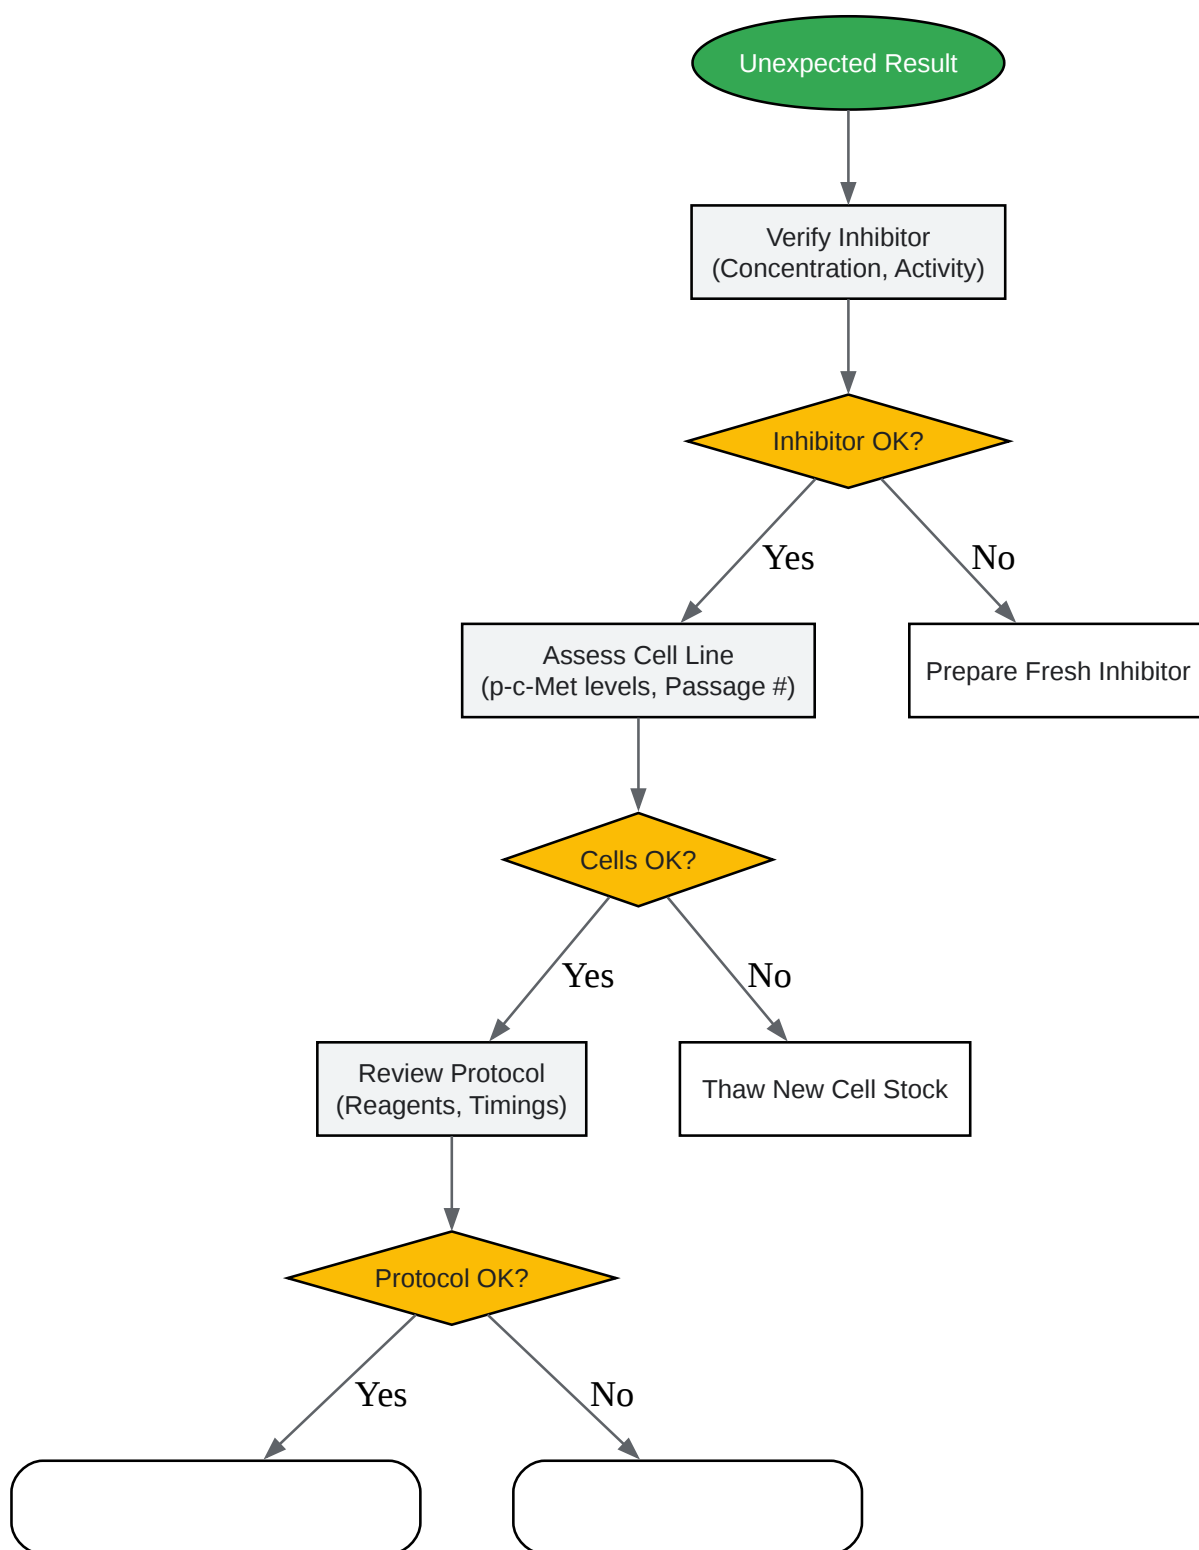 Unexpected Result
Verify Inhibitor
(Concentration, Activity)
Inhibitor OK?
Yes
No
Assess Cell Line
(p-c-Met levels, Passage #)
Prepare Fresh Inhibitor
Cells OK?
Yes
No
Review Protocol
(Reagents, Timings)
Thaw New Cell Stock
Protocol OK?
Yes
No